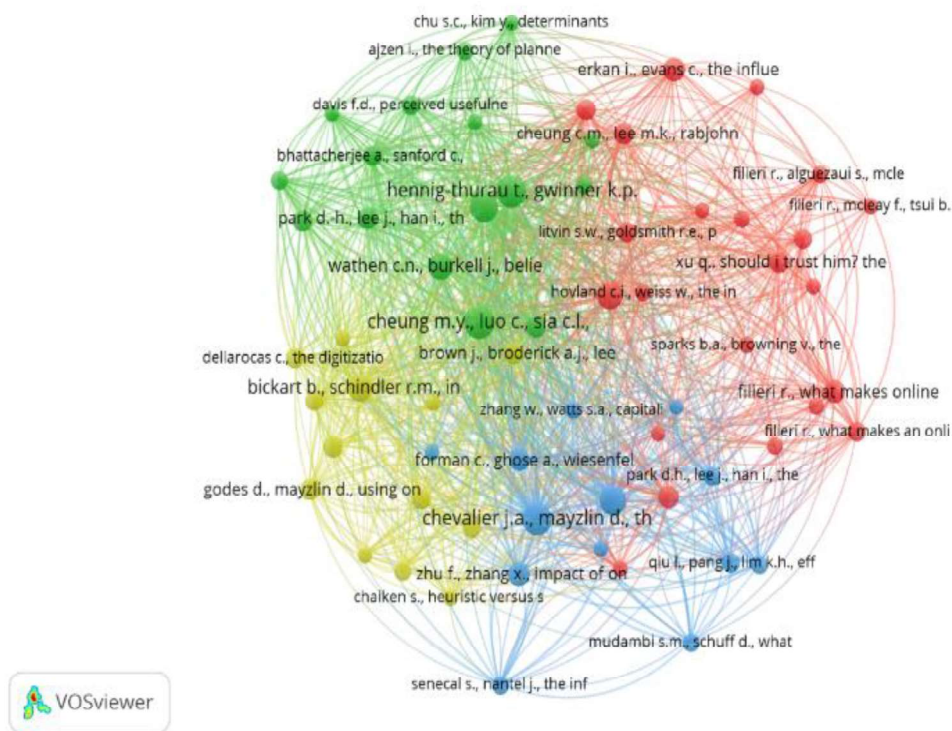 chu s.c., kim y., determinants
ajzen i., the theory of planne
erkan i., evans c., the influe
davis f.d., perceived usefulne
cheung c.m., lee m.k., rabjohn
bhattacherjee a., sanford c.,
filieri r., alguezaui s., mcle
hennig-thurau t., gwinner k.p.
filieri r., mcleay f., tsui b.
park d.-h., lee j., han i., th
litvin s.w., goldsmith r.e., p
wathen c.n., burkell j., belie
xu q., should i trust him? the
hovland c.i., weiss w., the in
cheung m.y., luo c., sia c.l.,
sparks b.a., browning v., the
brown j., broderick a.j., lee
dellarocas c., the digitizatio
bickart b., schindler r.m., in
filieri r., what makes online
zhang w., watts s.a., capitali
filieri r., what makes an onli
forman c., ghose a., wiesenfel
park d.h., lee j., han i., the
godes d., mayzlin d., using on
chevalier j.a., mayzlin d., th
qiu l., pang j., lim k.h., eff
zhu f., zhang x., impact of on
chaiken s., heuristic versus s
mudambi s.m., schuff d., what
senecal s., nantel j., the inf
VOSviewer